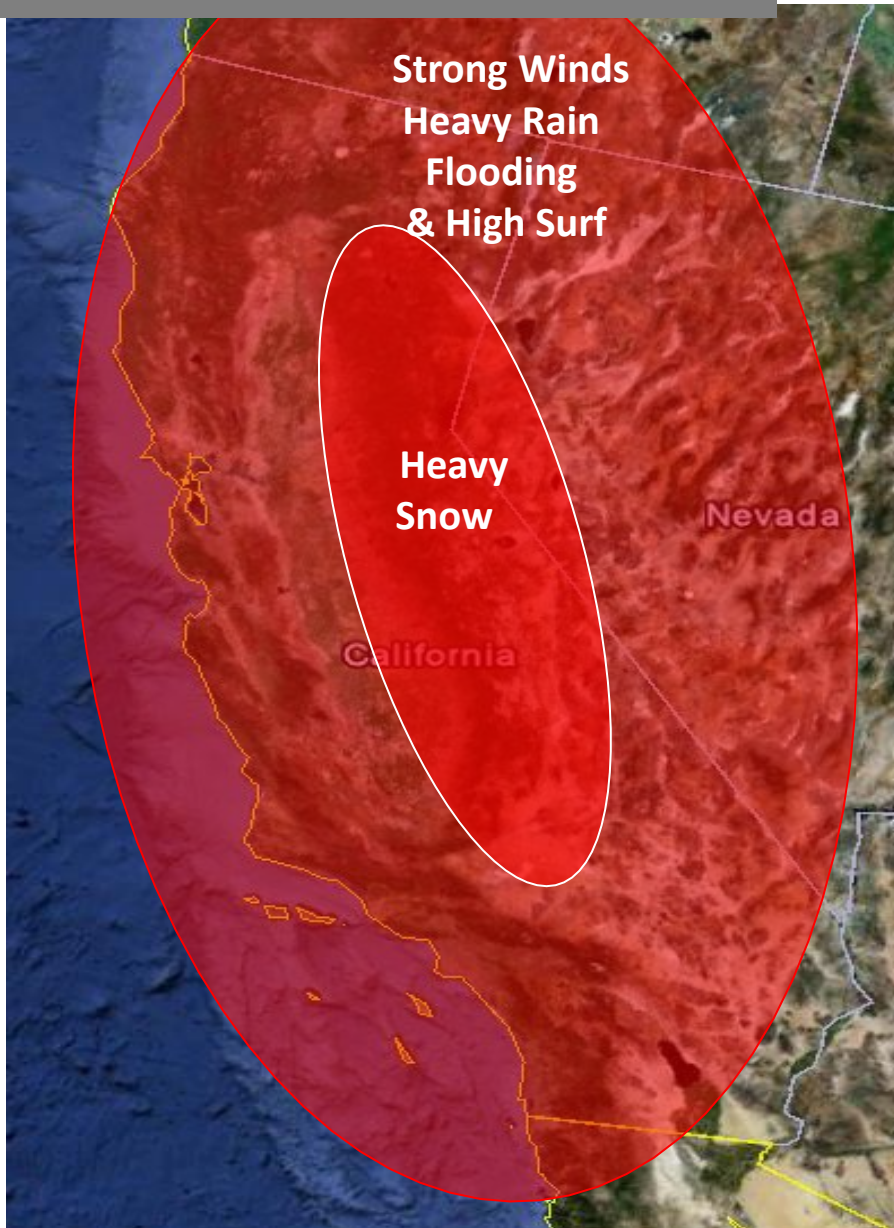 Strong Winds
Heavy Rain
Flooding
& High Surf
Heavy
Snow
Nevada
California